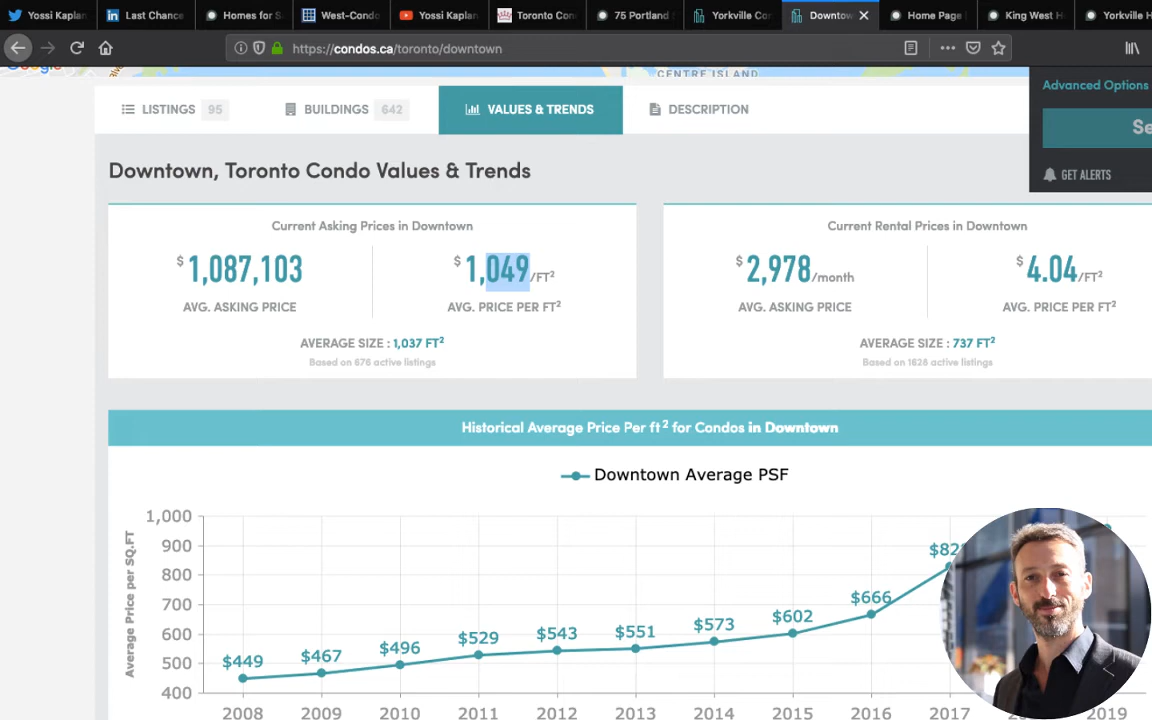 Yossi Kaplan
Last Chance
Homes for S
West-Condo
Yossi Kaplan
Toronto Con
75 Portland
Yorkville Cor
Downtow
Home Page
King West H
Yorkville H
https://condos.ca/toronto/downtown
Google
CENTRE ISLAND
LISTINGS 95
BUILDINGS 642
VALUES & TRENDS
DESCRIPTION
Advanced Options
Se
GET ALERTS
Downtown, Toronto Condo Values & Trends
Current Asking Prices in Downtown
$1,087,103
AVG. ASKING PRICE
$1,049/FT²
AVG. PRICE PER FT²
AVERAGE SIZE : 1,037 FT²
Based on 676 active listings
Current Rental Prices in Downtown
$2,978/month
AVG. ASKING PRICE
$4.04/FT²
AVG. PRICE PER FT²
AVERAGE SIZE : 737 FT²
Based on 1628 active listings
Historical Average Price Per ft² for Condos in Downtown
Downtown Average PSF
Average Price per SQ.FT
1,000
900
800
700
600
500
400
$449
$467
$496
$529
$543
$551
$573
$602
$666
$82
2008 2009 2010 2011 2012 2013 2014 2015 2016 2017 2019